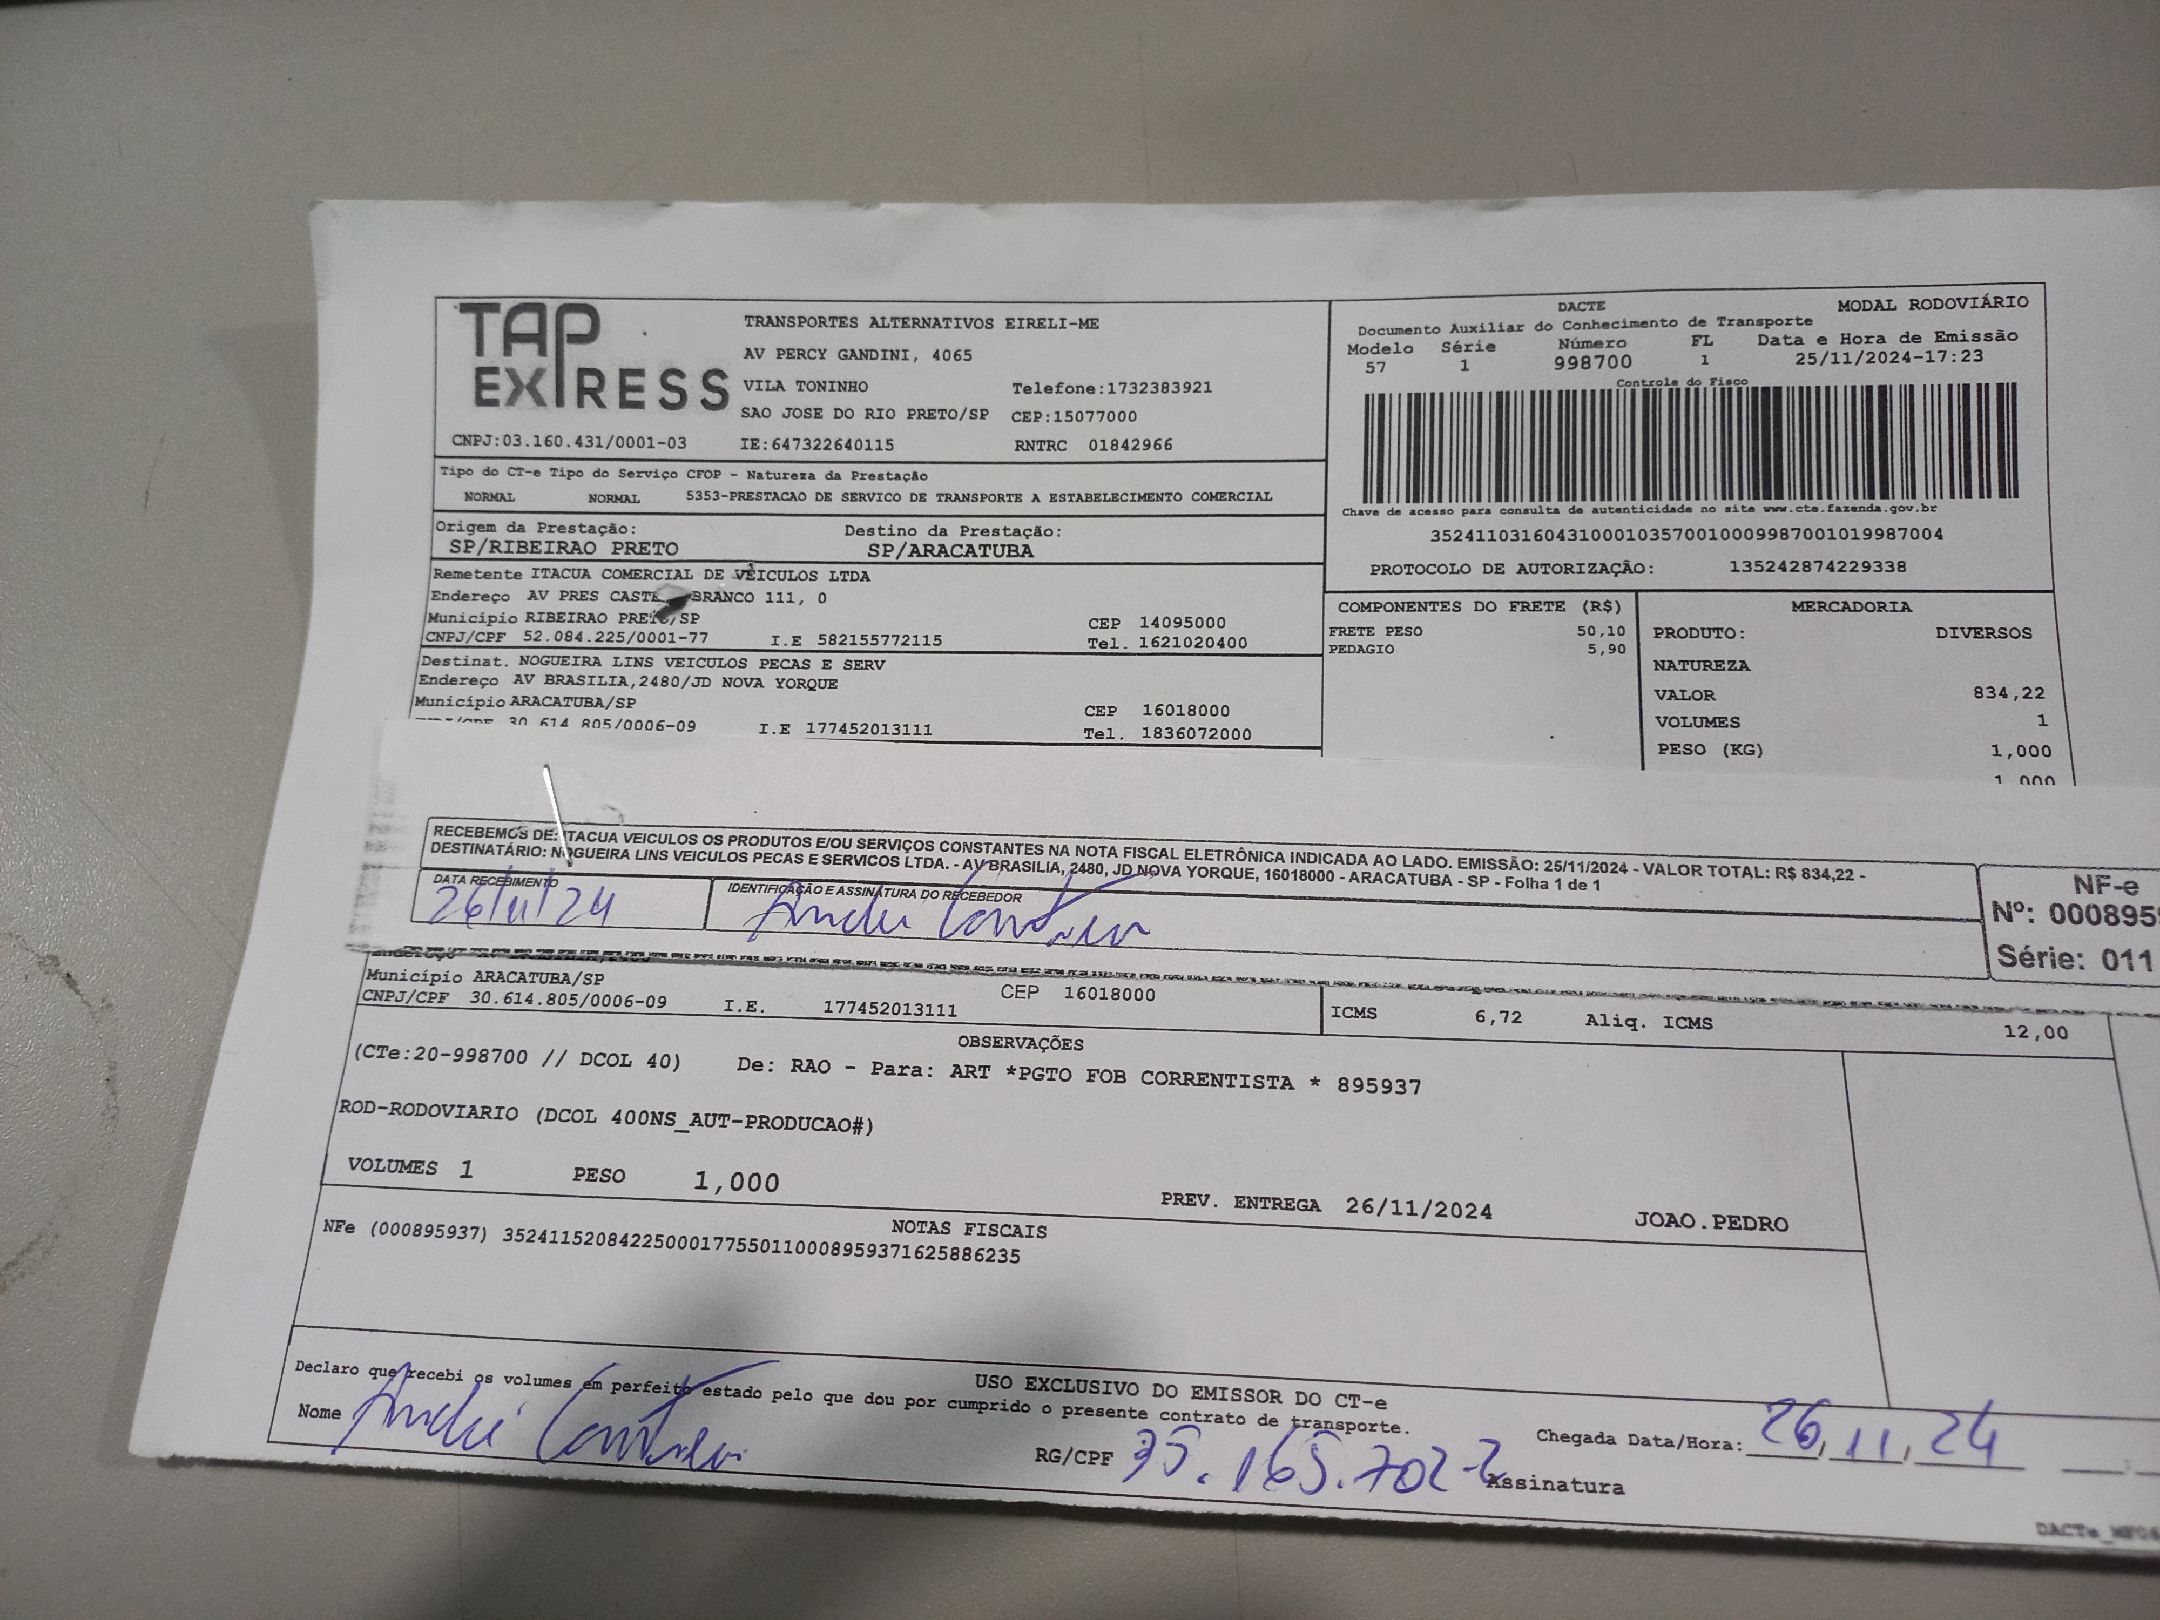 TAP EXPRESS
TRANSPORTES ALTERNATIVOS EIRELI-ME
AV PERCY GANDINI, 4065
VILA TONINHO Telefone:1732383921
SAO JOSE DO RIO PRETO/SP CEP:15077000
CNPJ:03.160.431/0001-03 IE:647322640115 RNTRC 01842966
DACTE MODAL RODOVIÁRIO
Documento Auxiliar do Conhecimento de Transporte
Modelo Série Número FL Data e Hora de Emissão
57 1 998700 1 25/11/2024-17:23
Controle do Fisco
Chave de acesso para consulta de autenticidade no site www.cte.fazenda.gov.br
35241103160431000103570010009987001019987004
PROTOCOLO DE AUTORIZAÇÃO: 135242874229338
Tipo do CT-e Tipo do Serviço CFOP - Natureza da Prestação
NORMAL NORMAL 5353-PRESTACAO DE SERVICO DE TRANSPORTE A ESTABELECIMENTO COMERCIAL
Origem da Prestação: Destino da Prestação:
SP/RIBEIRAO PRETO SP/ARACATUBA
Remetente ITACUA COMERCIAL DE VEICULOS LTDA
Endereço AV PRES BRANCO 111, 0
Município RIBEIRAO PRETO/SP CEP 14095000
CNPJ/CPF 52.084.225/0001-77 I.E 582155772115 Tel. 1621020400
Destinat. NOGUEIRA LINS VEICULOS PECAS E SERV
Endereço AV BRASILIA,2480/JD NOVA YORQUE
Município ARACATUBA/SP CEP 16018000
30.614.805/0006-09 I.E 177452013111 Tel. 1836072000
COMPONENTES DO FRETE (R$)
FRETE PESO 50,10
PEDAGIO 5,90
MERCADORIA
PRODUTO: DIVERSOS
NATUREZA
VALOR 834,22
VOLUMES 1
PESO (KG) 1,000
1,000
RECEBEMOS DE: ITACUA VEICULOS OS PRODUTOS E/OU SERVIÇOS CONSTANTES NA NOTA FISCAL ELETRÔNICA INDICADA AO LADO. EMISSÃO: 25/11/2024 - VALOR TOTAL: R$ 834,22 -
DESTINATÁRIO: NOGUEIRA LINS VEICULOS PECAS E SERVICOS LTDA. - AV BRASILIA, 2480, JD NOVA YORQUE, 16018000 - ARACATUBA - SP - Folha 1 de 1
DATA RECEBIMENTO IDENTIFICAÇÃO E ASSINATURA DO RECEBEDOR
26/11/24 André
NF-e
Nº: 000895
Série: 011
Município ARACATUBA/SP CEP 16018000
CNPJ/CPF 30.614.805/0006-09 I.E. 177452013111
ICMS 6,72 Aliq. ICMS 12,00
OBSERVAÇÕES
(CTe:20-998700 // DCOL 40) De: RAO - Para: ART *PGTO FOB CORRENTISTA * 895937
ROD-RODOVIARIO (DCOL 400NS_AUT-PRODUCAO#)
VOLUMES 1 PESO 1,000 PREV. ENTREGA 26/11/2024 JOAO.PEDRO
NOTAS FISCAIS
NFe (000895937) 35241152084225000177550110008959371625886235
USO EXCLUSIVO DO EMISSOR DO CT-e
Declaro que recebi os volumes em perfeito estado pelo que dou por cumprido o presente contrato de transporte.
Nome André RG/CPF 35.165.702-2 Assinatura
Chegada Data/Hora: 26,11,24